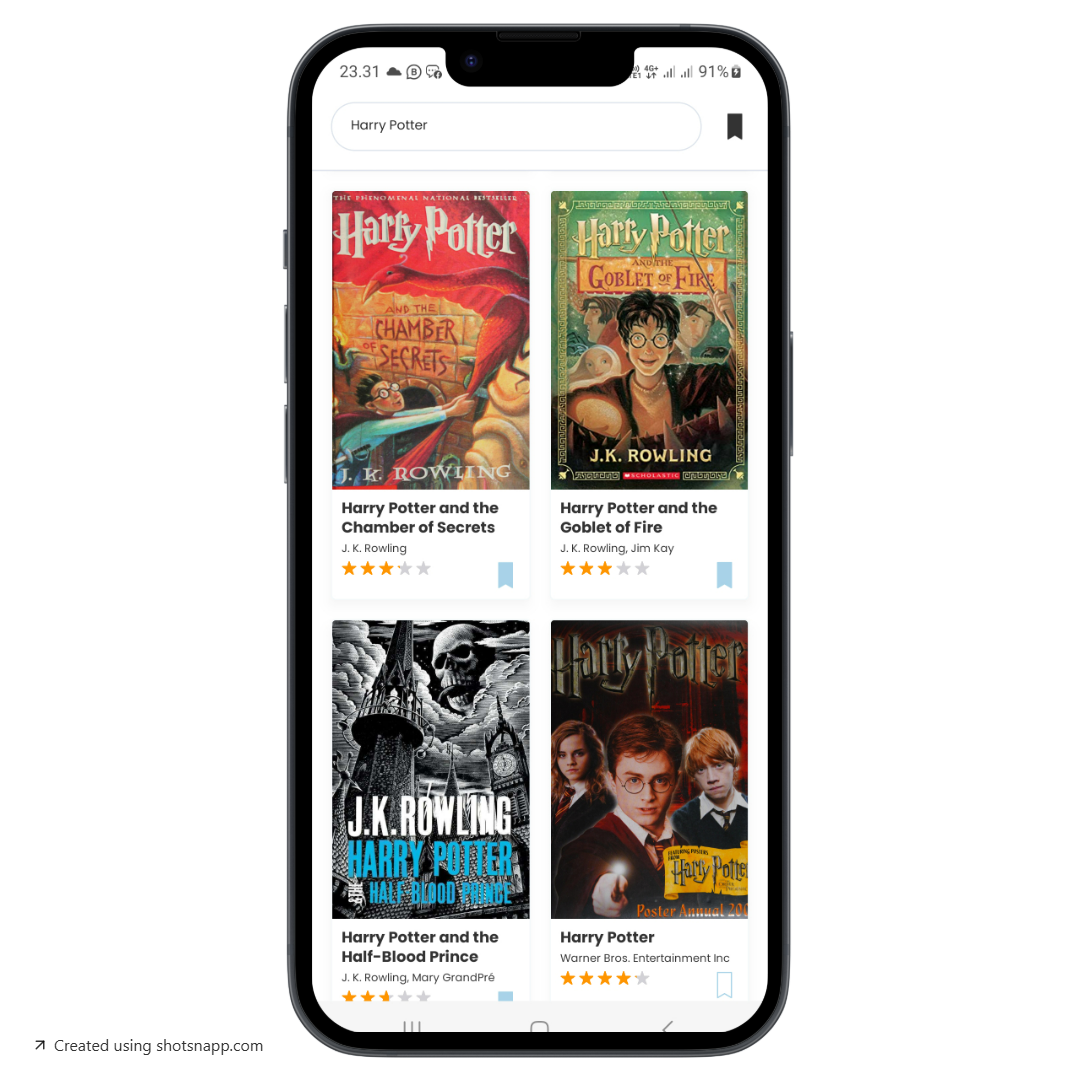 23.31
4G+
91%
Harry Potter
THE PHENOMENAL NATIONAL BESTSELLER
Harry Potter
AND THE
CHAMBER
OF SECRETS
J. K. ROWLING
Harry Potter and the
Chamber of Secrets
J. K. Rowling
Harry Potter
AND THE
GOBLET OF FIRE
J.K. ROWLING
SCHOLASTIC
Harry Potter and the
Goblet of Fire
J. K. Rowling, Jim Kay
J.K. ROWLING
HARRY POTTER
&THE HALF-BLOOD PRINCE
Harry Potter and the
Half-Blood Prince
J. K. Rowling, Mary GrandPré
Harry Potter
FEATURING POSTERS
FROM
Harry Potter
Poster Annual 200
Harry Potter
Warner Bros. Entertainment Inc
Created using shotsnapp.com